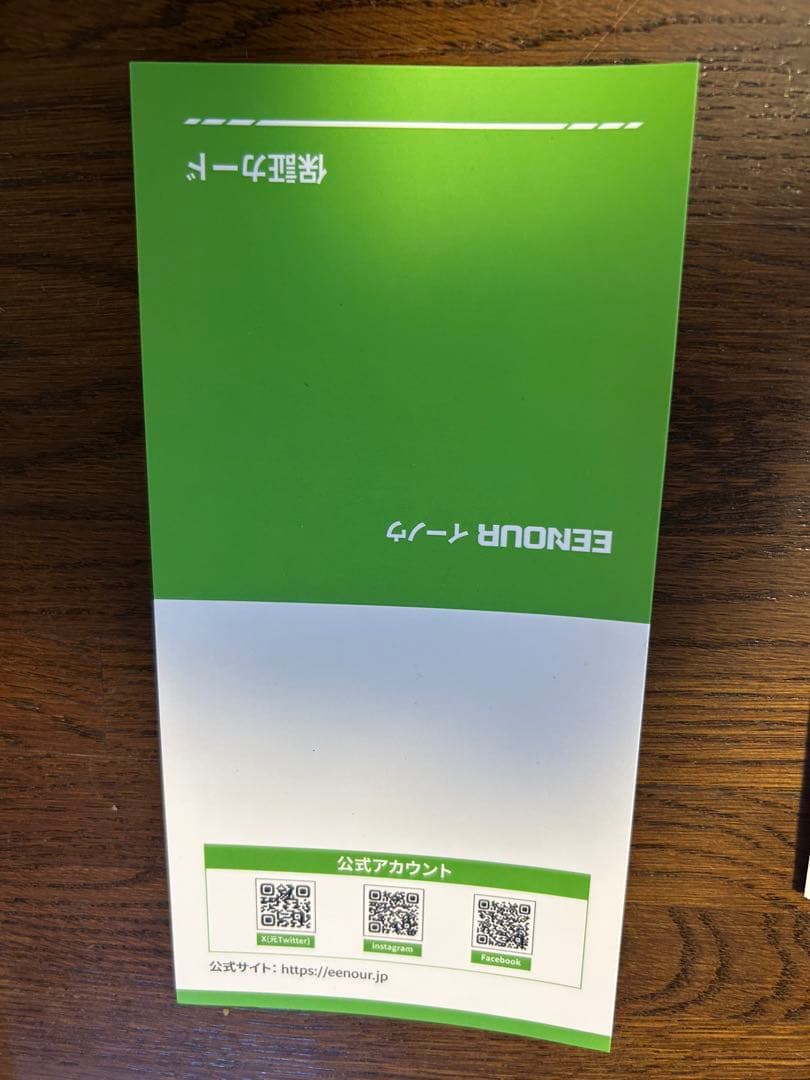 保証カード
EENOUR イーノウ
公式アカウント
X(元Twitter)
instagram
Facebook
公式サイト：https://eenour.jp